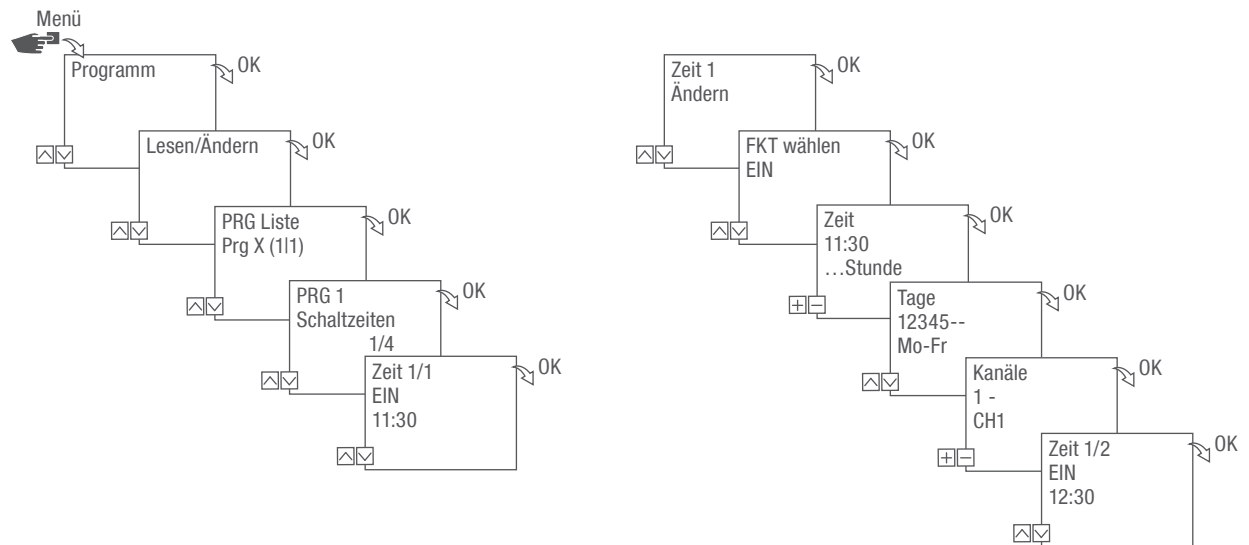 Menü
Programm
OK
Lesen/Ändern
OK
PRG Liste
Prg X (1|1)
OK
PRG 1
Schaltzeiten
1/4
OK
Zeit 1/1
EIN
11:30
OK
Zeit 1
Ändern
OK
FKT wählen
EIN
OK
Zeit
11:30
…Stunde
OK
Tage
12345--
Mo-Fr
OK
Kanäle
1 -
CH1
OK
Zeit 1/2
EIN
12:30
OK